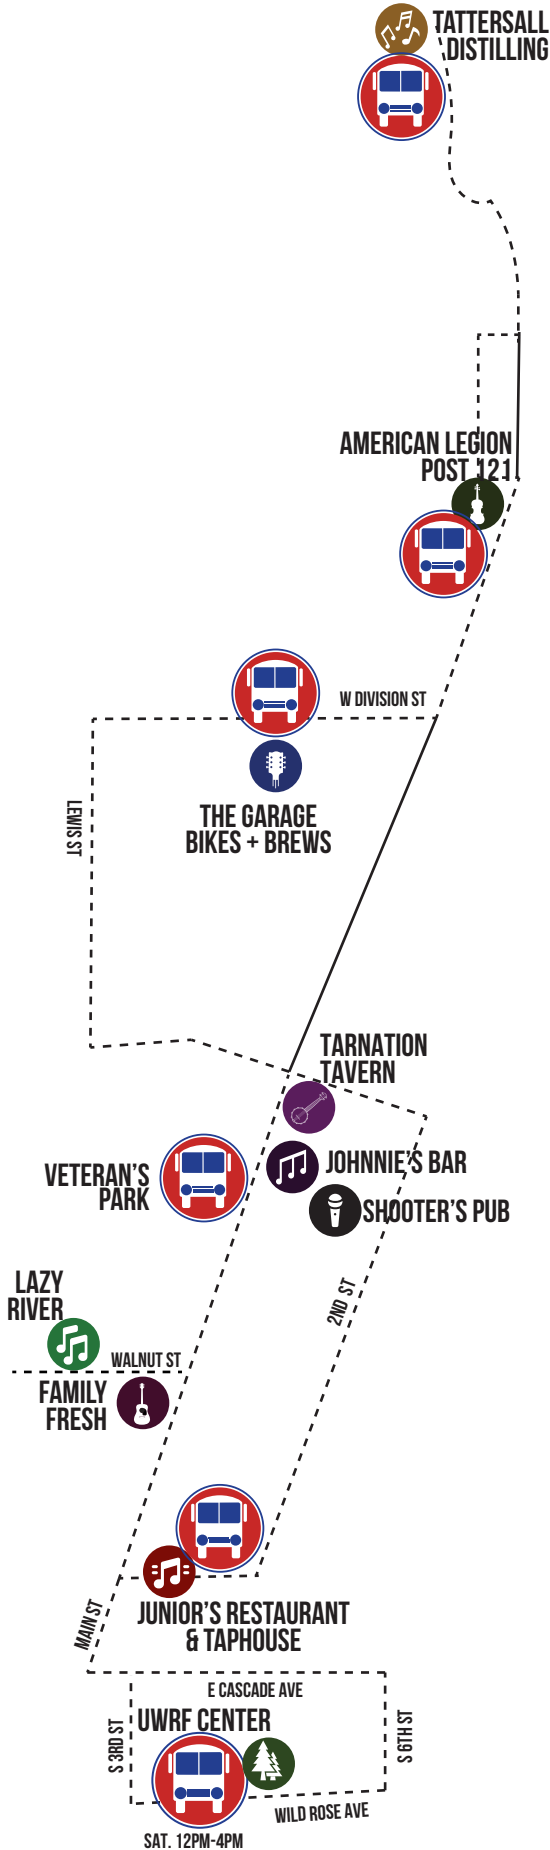 TATTERSALL
DISTILLING
AMERICAN LEGION
POST 121
W DIVISION ST
LEWIS ST
THE GARAGE
BIKES + BREWS
TARNATION
TAVERN
VETERAN'S
PARK
JOHNNIE'S BAR
SHOOTER'S PUB
LAZY
RIVER
2ND ST
WALNUT ST
FAMILY
FRESH
MAIN ST
JUNIOR'S RESTAURANT
& TAPHOUSE
E CASCADE AVE
S 3RD ST
UWRF CENTER
S 6TH ST
WILD ROSE AVE
SAT. 12PM-4PM